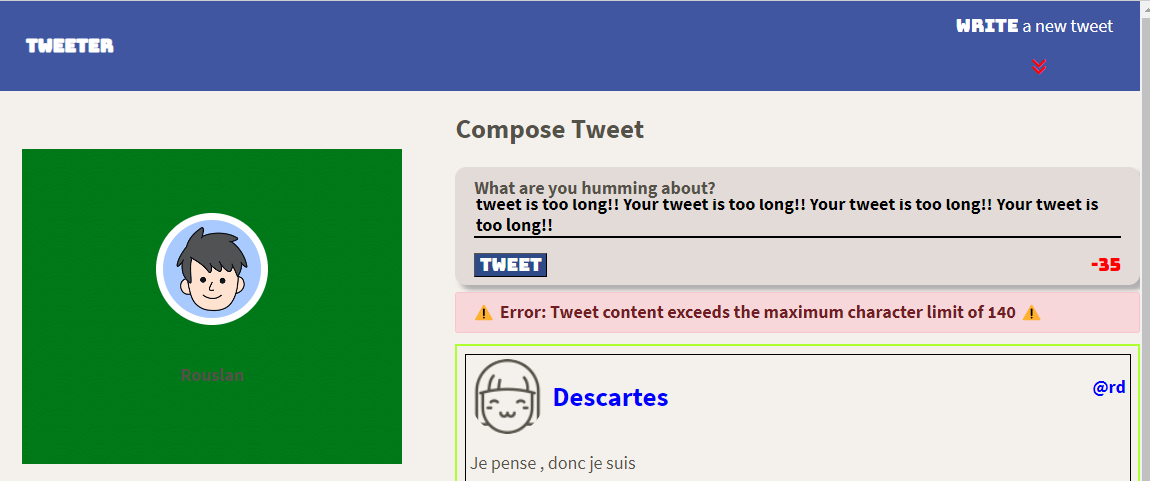 TWEETER
WRITE a new tweet
Rouslan
Compose Tweet
What are you humming about?
tweet is too long!! Your tweet is too long!! Your tweet is too long!! Your tweet is
too long!!
TWEET
-35
⚠️ Error: Tweet content exceeds the maximum character limit of 140 ⚠️
Descartes
@rd
Je pense , donc je suis